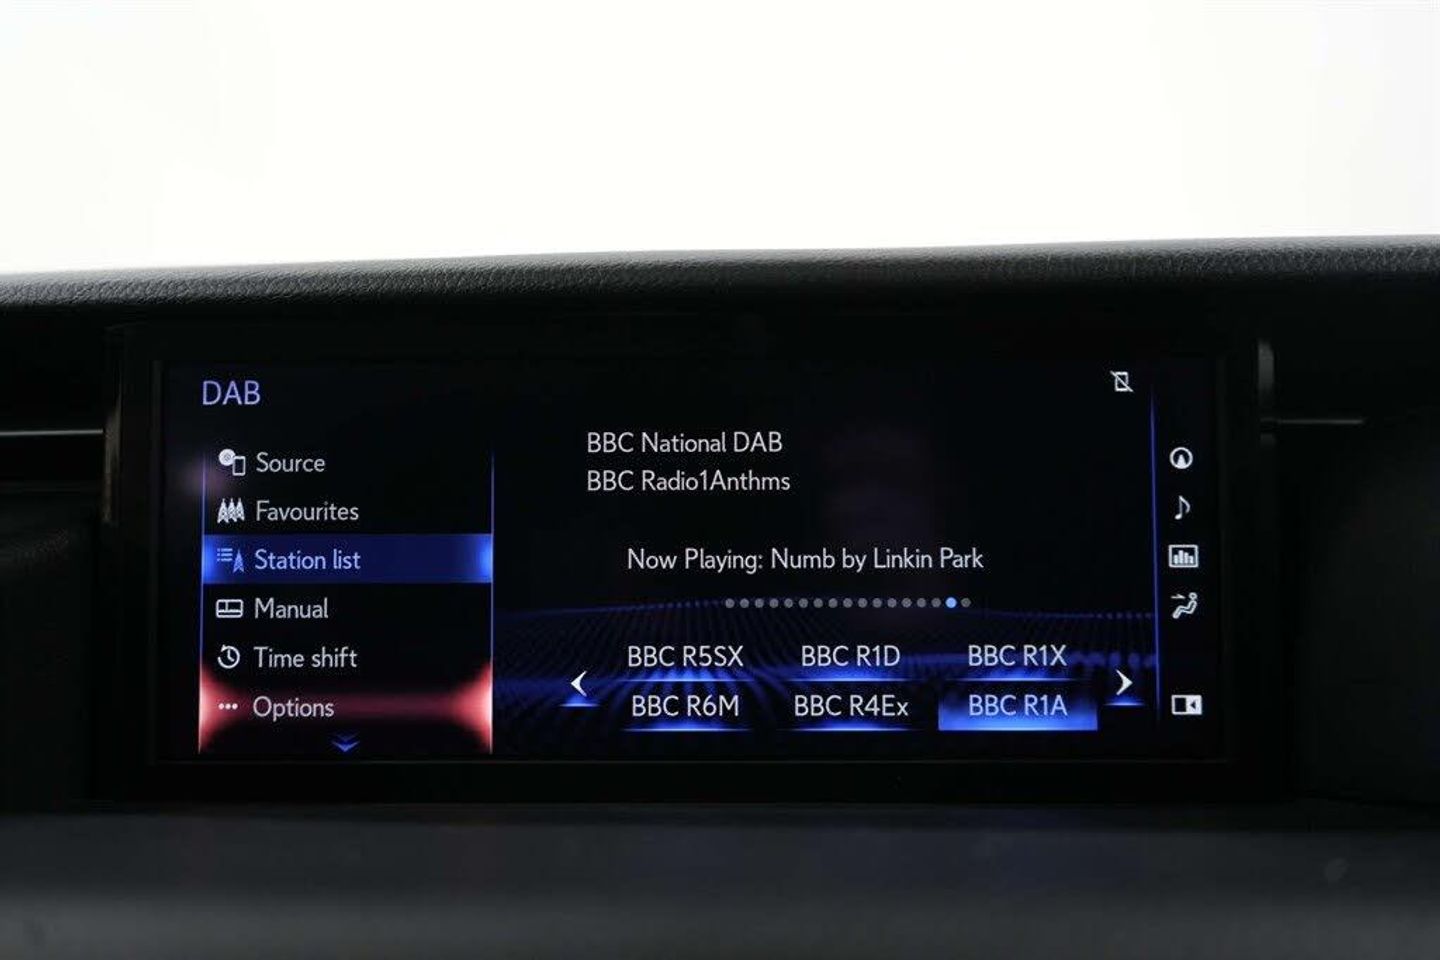 DAB
Source
Favourites
Station list
Manual
Time shift
Options
BBC National DAB
BBC Radio1Anthms
Now Playing: Numb by Linkin Park
BBC R5SX BBC R1D BBC R1X
BBC R6M BBC R4Ex BBC R1A